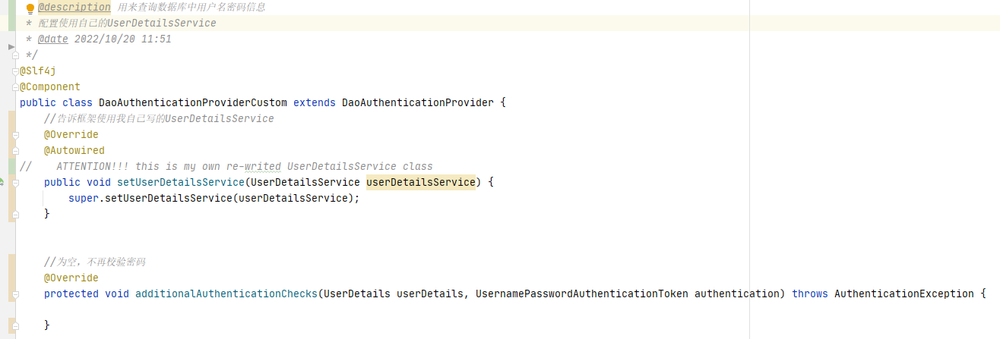 @description 用来查询数据库中用户名密码信息
* 配置使用自己的UserDetailsService
* @date 2022/10/20 11:51
*/
@Slf4j
@Component
public class DaoAuthenticationProviderCustom extends DaoAuthenticationProvider {
//告诉框架使用我自己写的UserDetailsService
@Override
@Autowired
// ATTENTION!!! this is my own re-writed UserDetailsService class
public void setUserDetailsService(UserDetailsService userDetailsService) {
super.setUserDetailsService(userDetailsService);
}
//为空，不再校验密码
@Override
protected void additionalAuthenticationChecks(UserDetails userDetails, UsernamePasswordAuthenticationToken authentication) throws AuthenticationException {
}